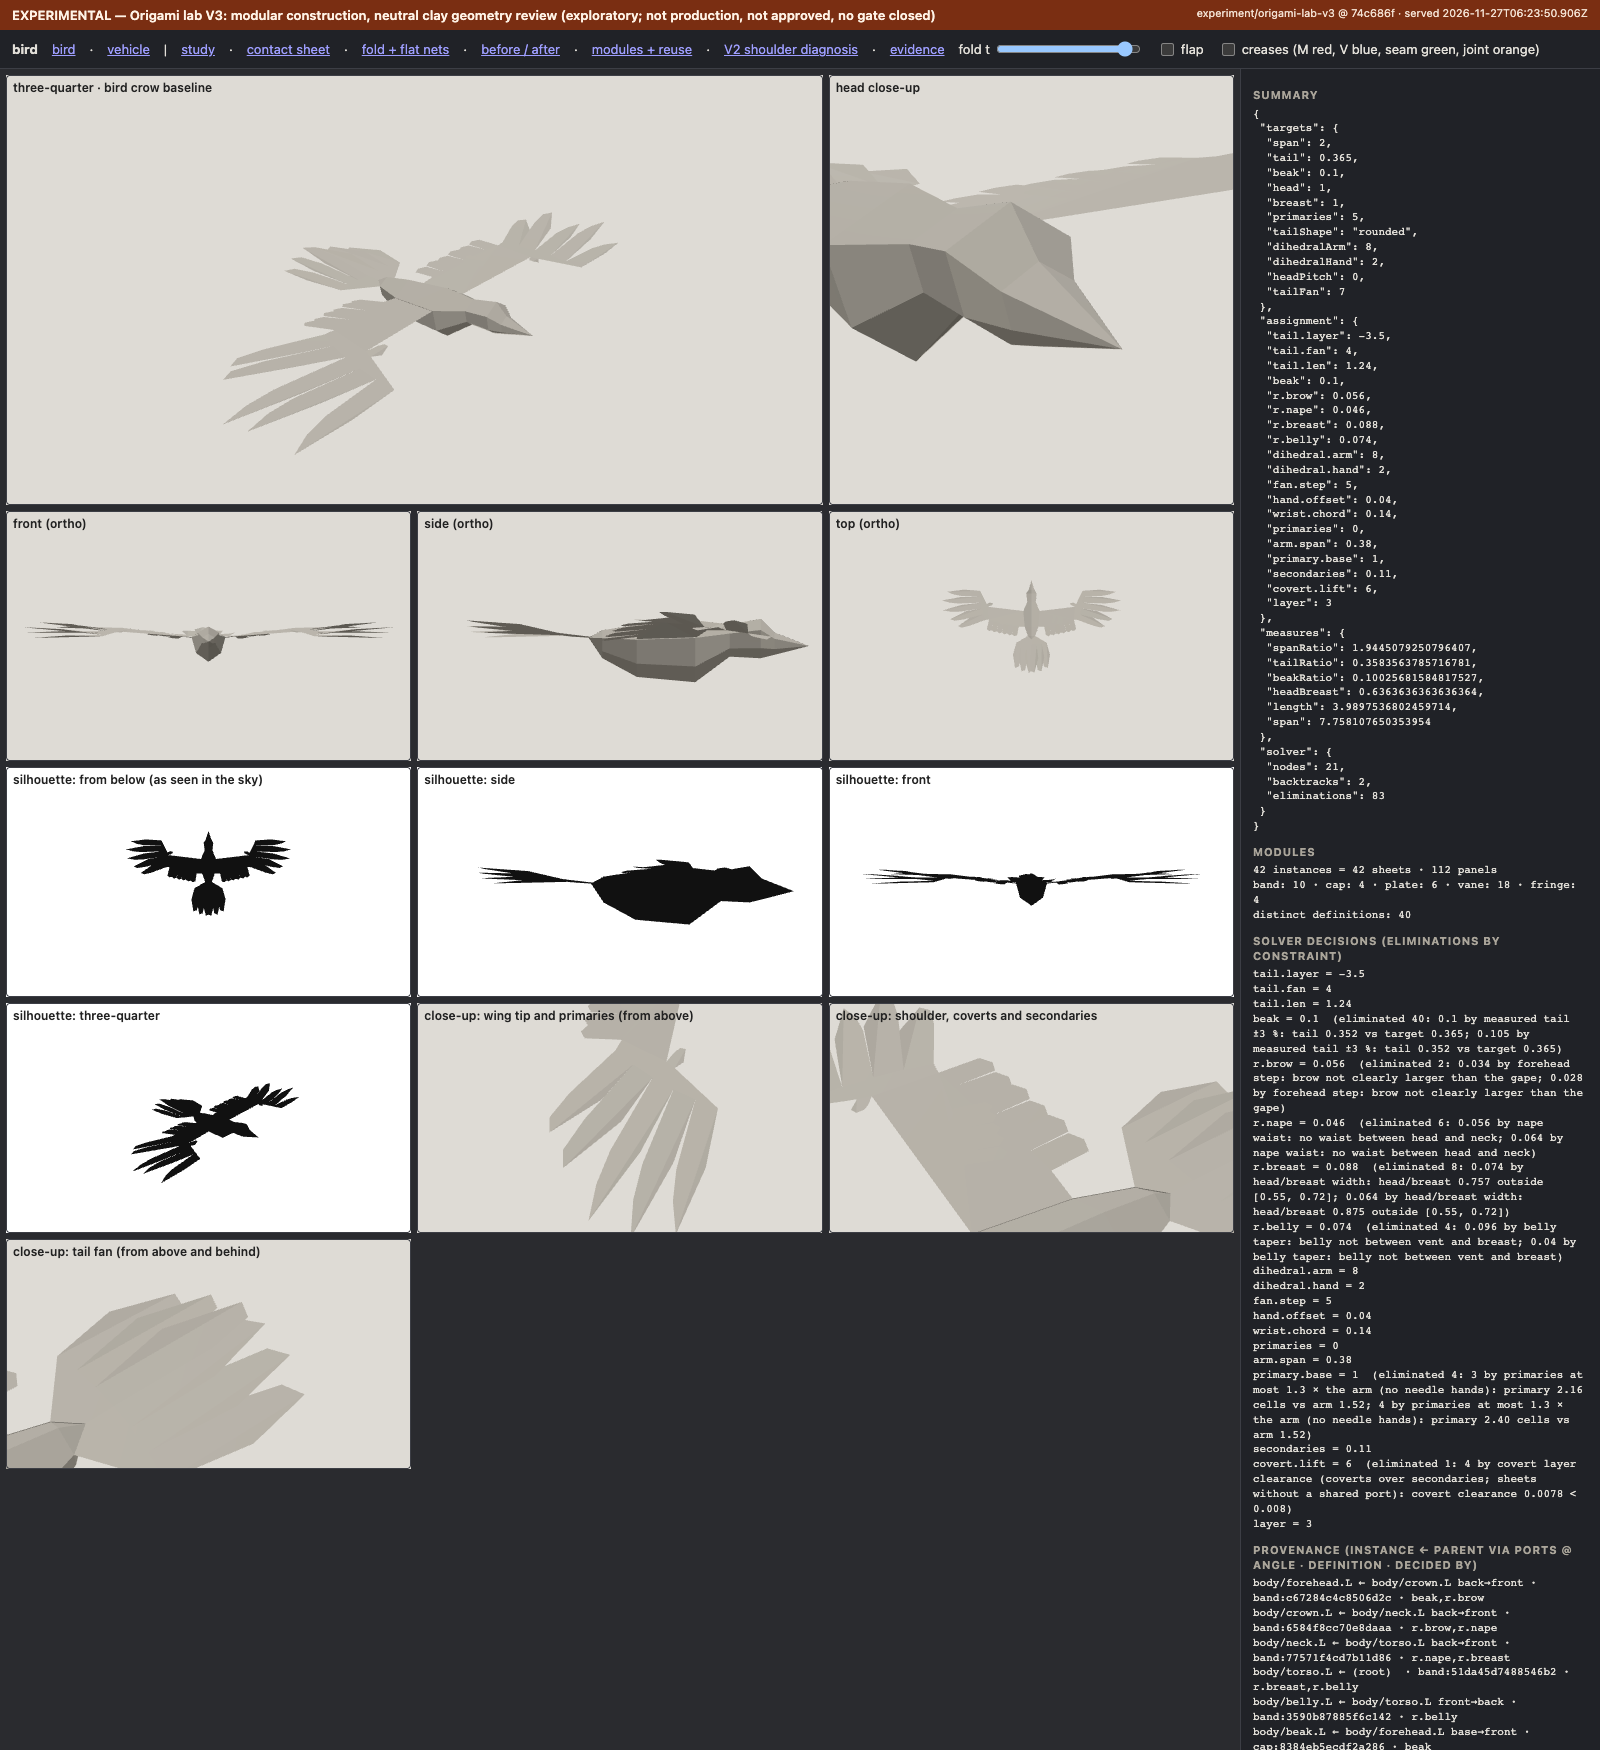 EXPERIMENTAL — Origami lab V3: modular construction, neutral clay geometry review (exploratory; not production, not approved, no gate closed)
experiment/origami-lab-v3 @ 74c686f · served 2026-11-27T06:23:50.906Z
bird bird · vehicle | study · contact sheet · fold + flat nets · before / after · modules + reuse · V2 shoulder diagnosis · evidence fold t flap creases (M red, V blue, seam green, joint orange)
three-quarter · bird crow baseline
head close-up
front (ortho)
side (ortho)
top (ortho)
silhouette: from below (as seen in the sky)
silhouette: side
silhouette: front
silhouette: three-quarter
close-up: wing tip and primaries (from above)
close-up: shoulder, coverts and secondaries
close-up: tail fan (from above and behind)
SUMMARY
{
"targets": {
"span": 2,
"tail": 0.365,
"beak": 0.1,
"head": 1,
"breast": 1,
"primaries": 5,
"tailShape": "rounded",
"dihedralArm": 8,
"dihedralHand": 2,
"headPitch": 0,
"tailFan": 7
},
"assignment": {
"tail.layer": -3.5,
"tail.fan": 4,
"tail.len": 1.24,
"beak": 0.1,
"r.brow": 0.056,
"r.nape": 0.046,
"r.breast": 0.088,
"r.belly": 0.074,
"dihedral.arm": 8,
"dihedral.hand": 2,
"fan.step": 5,
"hand.offset": 0.04,
"wrist.chord": 0.14,
"primaries": 0,
"arm.span": 0.38,
"primary.base": 1,
"secondaries": 0.11,
"covert.lift": 6,
"layer": 3
},
"measures": {
"spanRatio": 1.9445079250796407,
"tailRatio": 0.3583563785716781,
"beakRatio": 0.10025681584817527,
"headBreast": 0.6363636363636364,
"length": 3.9897536802459714,
"span": 7.758107650353954
},
"solver": {
"nodes": 21,
"backtracks": 2,
"eliminations": 83
}
}
MODULES
42 instances = 42 sheets · 112 panels
band: 10 · cap: 4 · plate: 6 · vane: 18 · fringe:
4
distinct definitions: 40
SOLVER DECISIONS (ELIMINATIONS BY
CONSTRAINT)
tail.layer = -3.5
tail.fan = 4
tail.len = 1.24
beak = 0.1 (eliminated 40: 0.1 by measured tail
±3 %: tail 0.352 vs target 0.365; 0.105 by
measured tail ±3 %: tail 0.352 vs target 0.365)
r.brow = 0.056 (eliminated 2: 0.034 by forehead
step: brow not clearly larger than the gape; 0.028
by forehead step: brow not clearly larger than the
gape)
r.nape = 0.046 (eliminated 6: 0.056 by nape
waist: no waist between head and neck; 0.064 by
nape waist: no waist between head and neck)
r.breast = 0.088 (eliminated 8: 0.074 by
head/breast width: head/breast 0.757 outside
[0.55, 0.72]; 0.064 by head/breast width:
head/breast 0.875 outside [0.55, 0.72])
r.belly = 0.074 (eliminated 4: 0.096 by belly
taper: belly not between vent and breast; 0.04 by
belly taper: belly not between vent and breast)
dihedral.arm = 8
dihedral.hand = 2
fan.step = 5
hand.offset = 0.04
wrist.chord = 0.14
primaries = 0
arm.span = 0.38
primary.base = 1 (eliminated 4: 3 by primaries at
most 1.3 × the arm (no needle hands): primary 2.16
cells vs arm 1.52; 4 by primaries at most 1.3 ×
the arm (no needle hands): primary 2.40 cells vs
arm 1.52)
secondaries = 0.11
covert.lift = 6 (eliminated 1: 4 by covert layer
clearance (coverts over secondaries; sheets
without a shared port): covert clearance 0.0078 <
0.008)
layer = 3
PROVENANCE (INSTANCE ← PARENT VIA PORTS @
ANGLE · DEFINITION · DECIDED BY)
body/forehead.L ← body/crown.L back→front ·
band:c67284c4c8506d2c · beak,r.brow
body/crown.L ← body/neck.L back→front ·
band:6584f8cc70e8daaa · r.brow,r.nape
body/neck.L ← body/torso.L back→front ·
band:77571f4cd7b11d86 · r.nape,r.breast
body/torso.L ← (root) · band:51da45d7488546b2 ·
r.breast,r.belly
body/belly.L ← body/torso.L front→back ·
band:3590b87885f6c142 · r.belly
body/beak.L ← body/forehead.L base→front ·
cap:8384eb5ecdf2a286 · beak